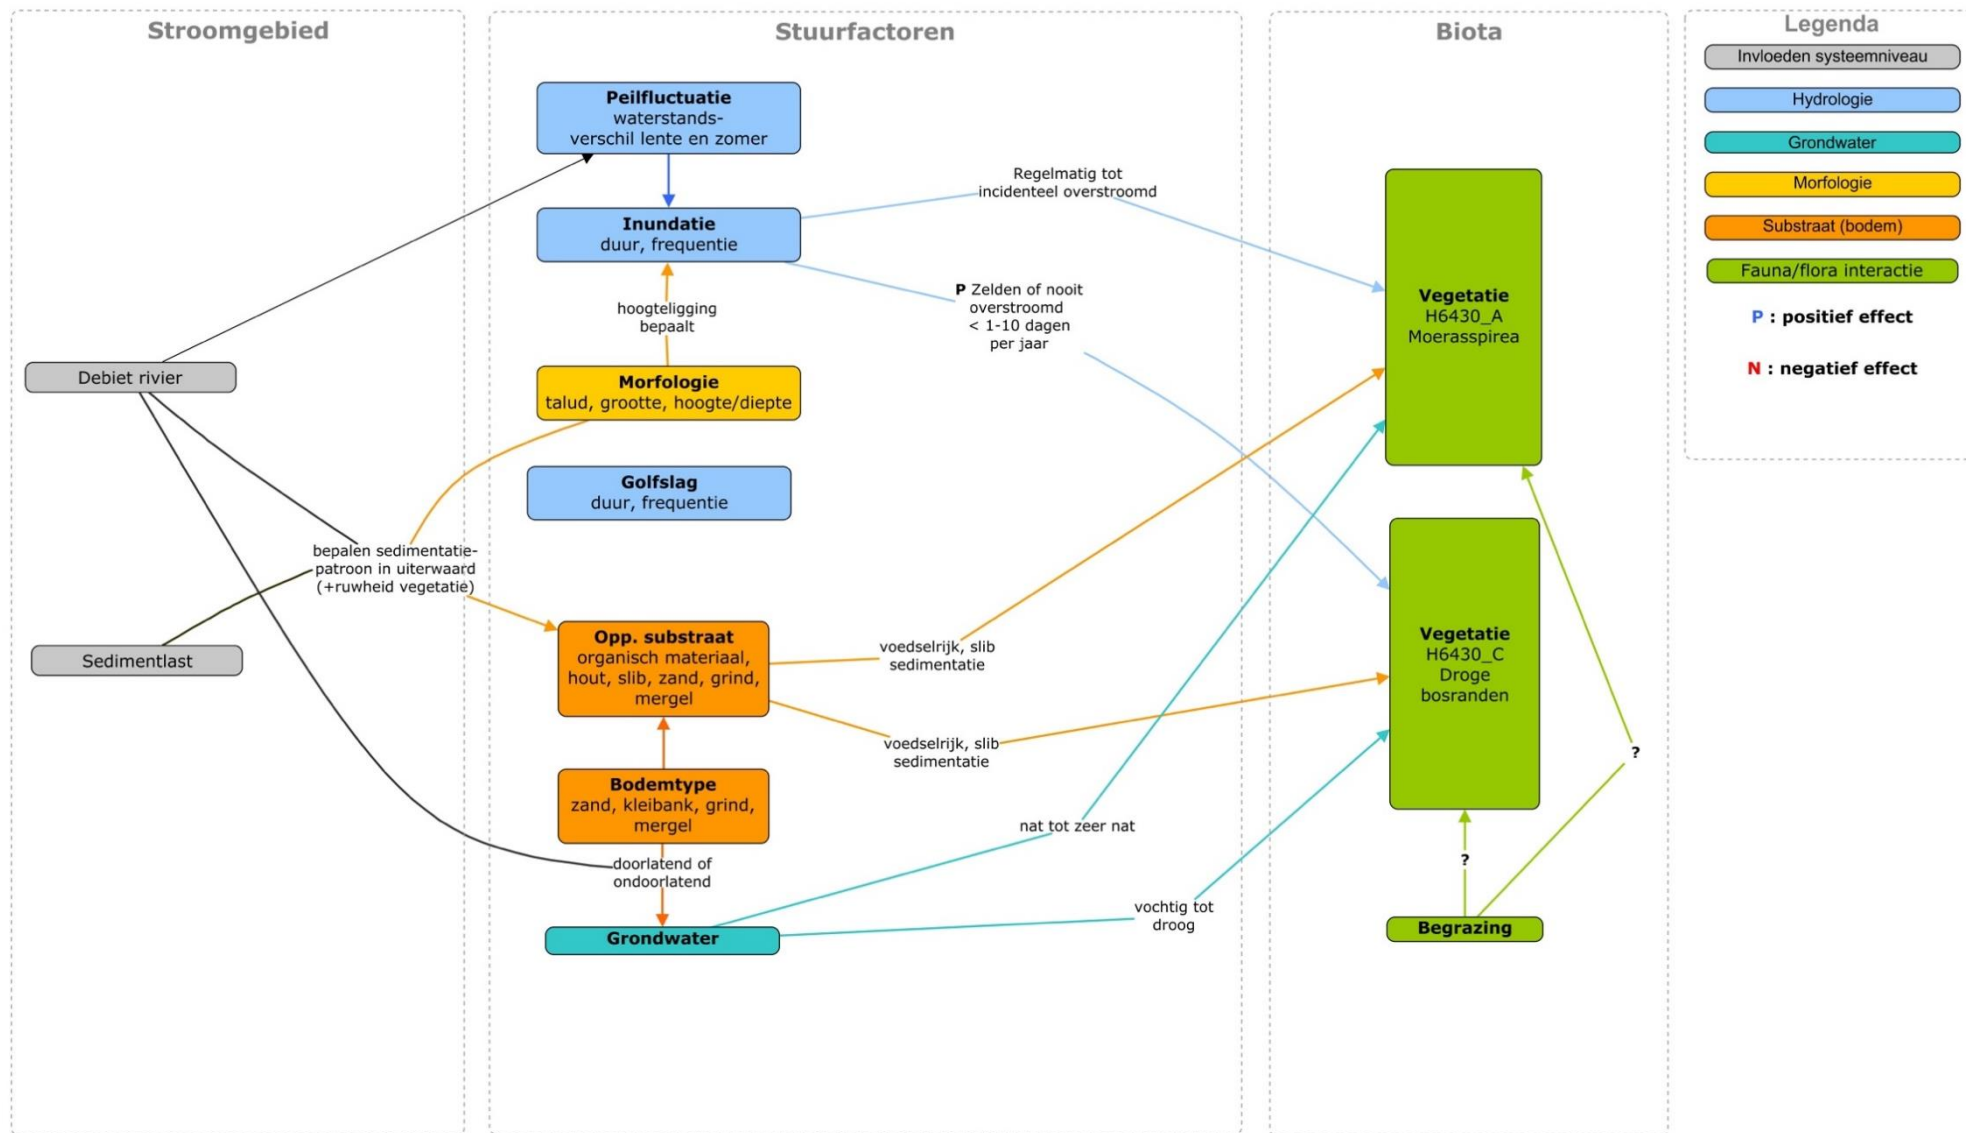 Stroomgebied
Debiet rivier
Sedimentlast
bepalen sedimentatie-
patroon in uiterwaard
(+ruwheid vegetatie)
Stuurfactoren
Peilfluctuatie
waterstands-
verschil lente en zomer
Inundatie
duur, frequentie
hoogteligging
bepaalt
Morfologie
talud, grootte, hoogte/diepte
Golfslag
duur, frequentie
Opp. substraat
organisch materiaal,
hout, slib, zand, grind,
mergel
Bodemtype
zand, kleibank, grind,
mergel
doorlatend of
ondoorlatend
Grondwater
Regelmatig tot
incidenteel overstroomd
P Zelden of nooit
overstroomd
< 1-10 dagen
per jaar
voedselrijk, slib
sedimentatie
voedselrijk, slib
sedimentatie
nat tot zeer nat
vochtig tot
droog
Biota
Vegetatie
H6430_A
Moerasspirea
Vegetatie
H6430_C
Droge
bosranden
?
?
Begrazing
Legenda
Invloeden systeemniveau
Hydrologie
Grondwater
Morfologie
Substraat (bodem)
Fauna/flora interactie
P : positief effect
N : negatief effect